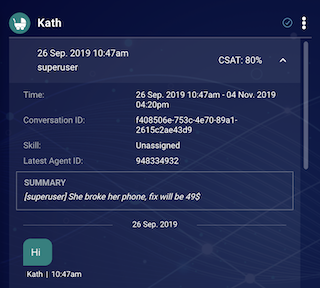 Kath
26 Sep. 2019 10:47am
superuser
CSAT: 80%
Time:
26 Sep. 2019 10:47am - 04 Nov. 2019
04:20pm
Conversation ID:
f408506e-753c-4e70-89a1-
2615c2ae43d9
Skill:
Unassigned
Latest Agent ID:
948334932
SUMMARY
[superuser] She broke her phone, fix will be 49$
26 Sep. 2019
Hi
Kath | 10:47am